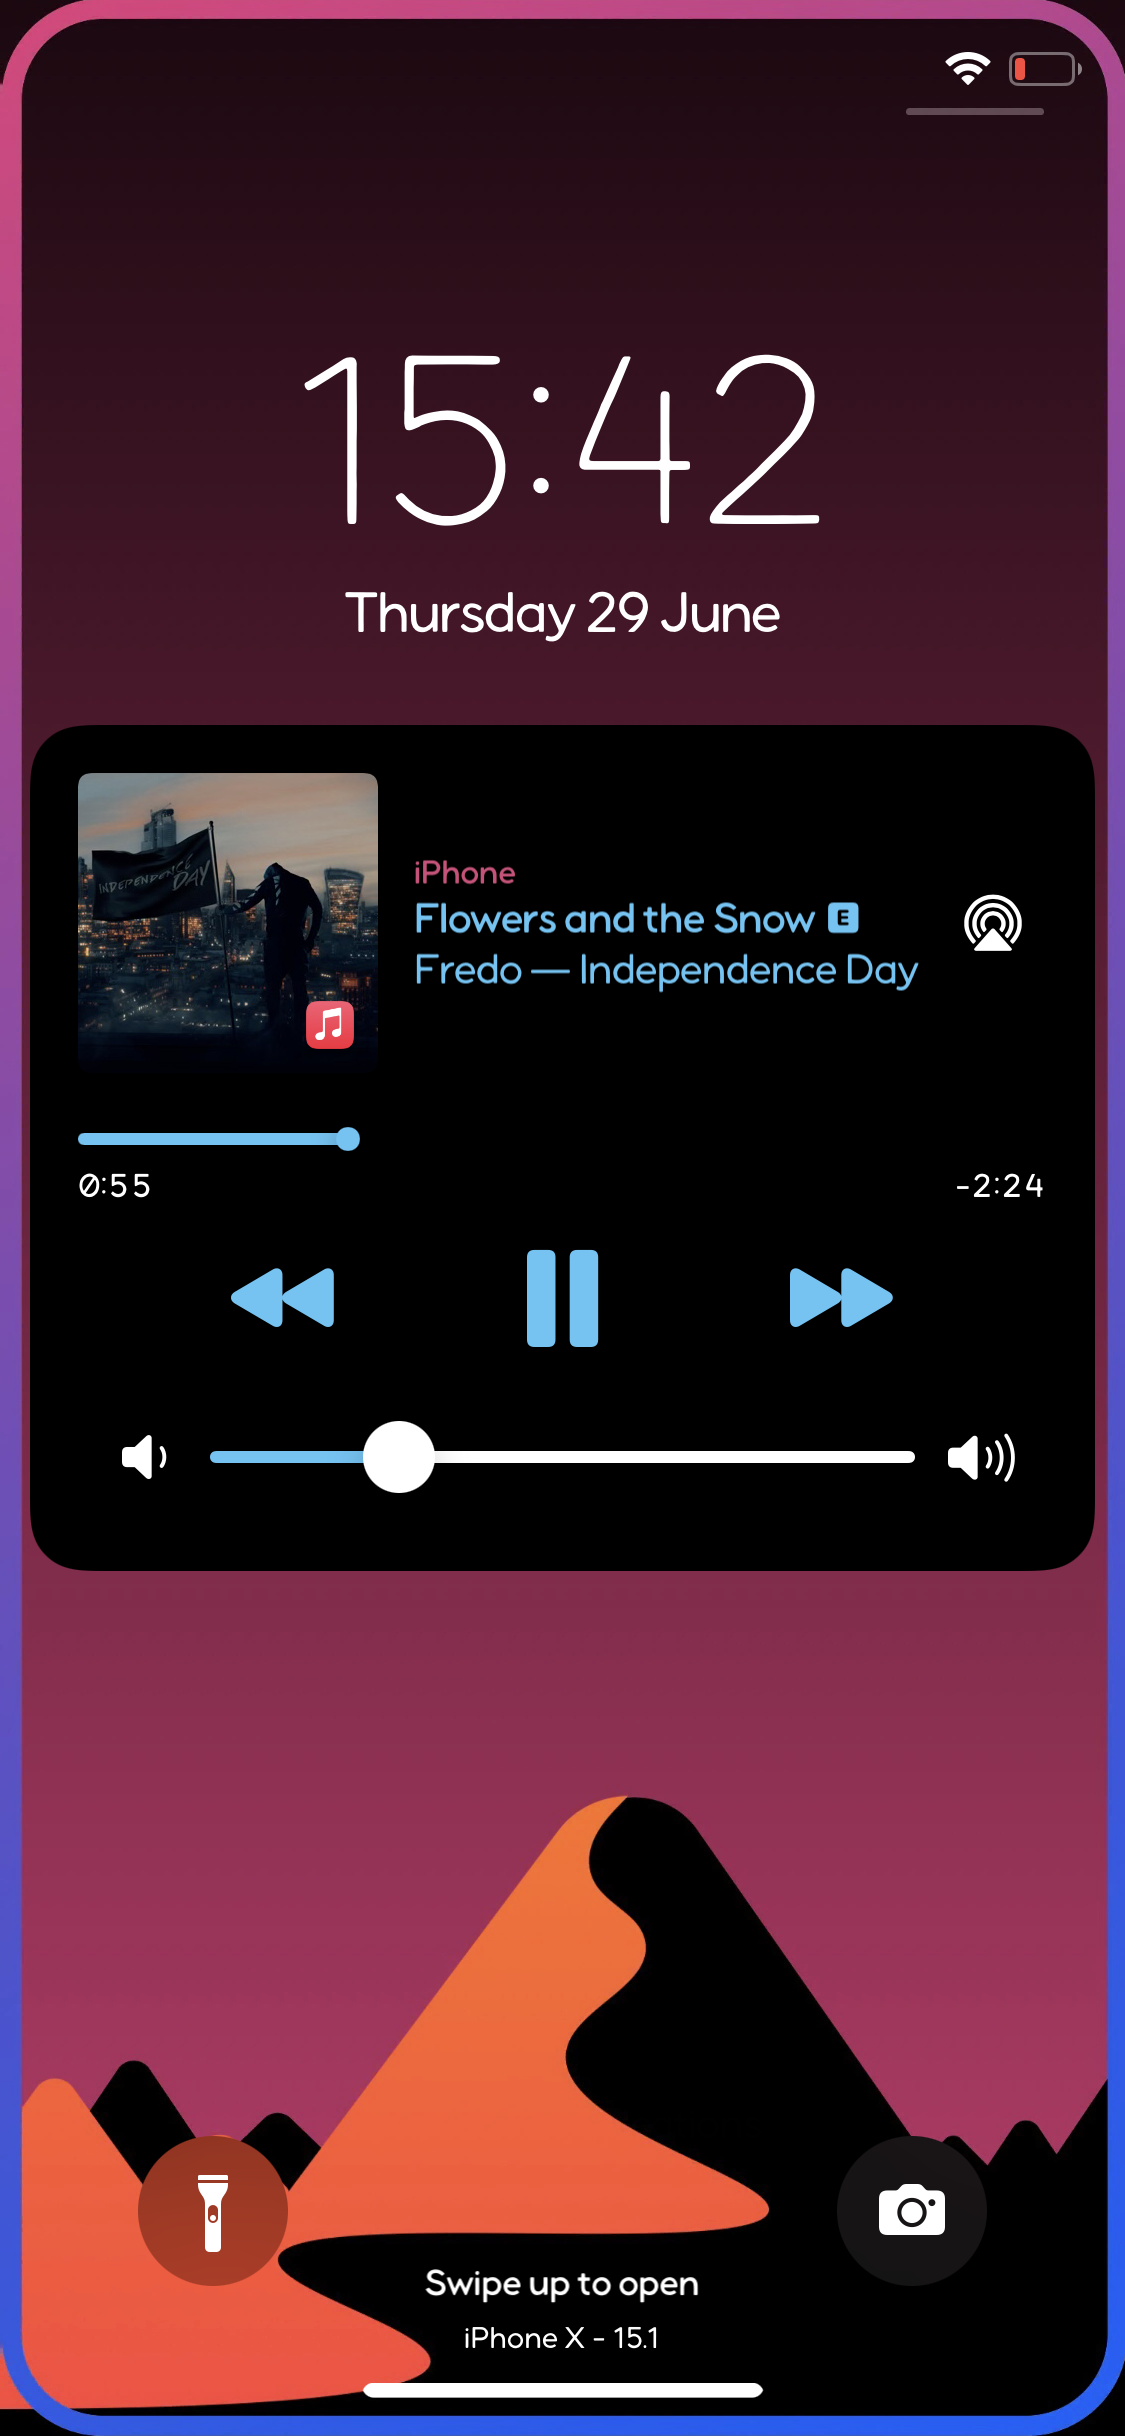 15:42
Thursday 29 June
INDEPENDENCE
DAY
iPhone
Flowers and the Snow E
Fredo — Independence Day
0:55
-2:24
Swipe up to open
iPhone X - 15.1